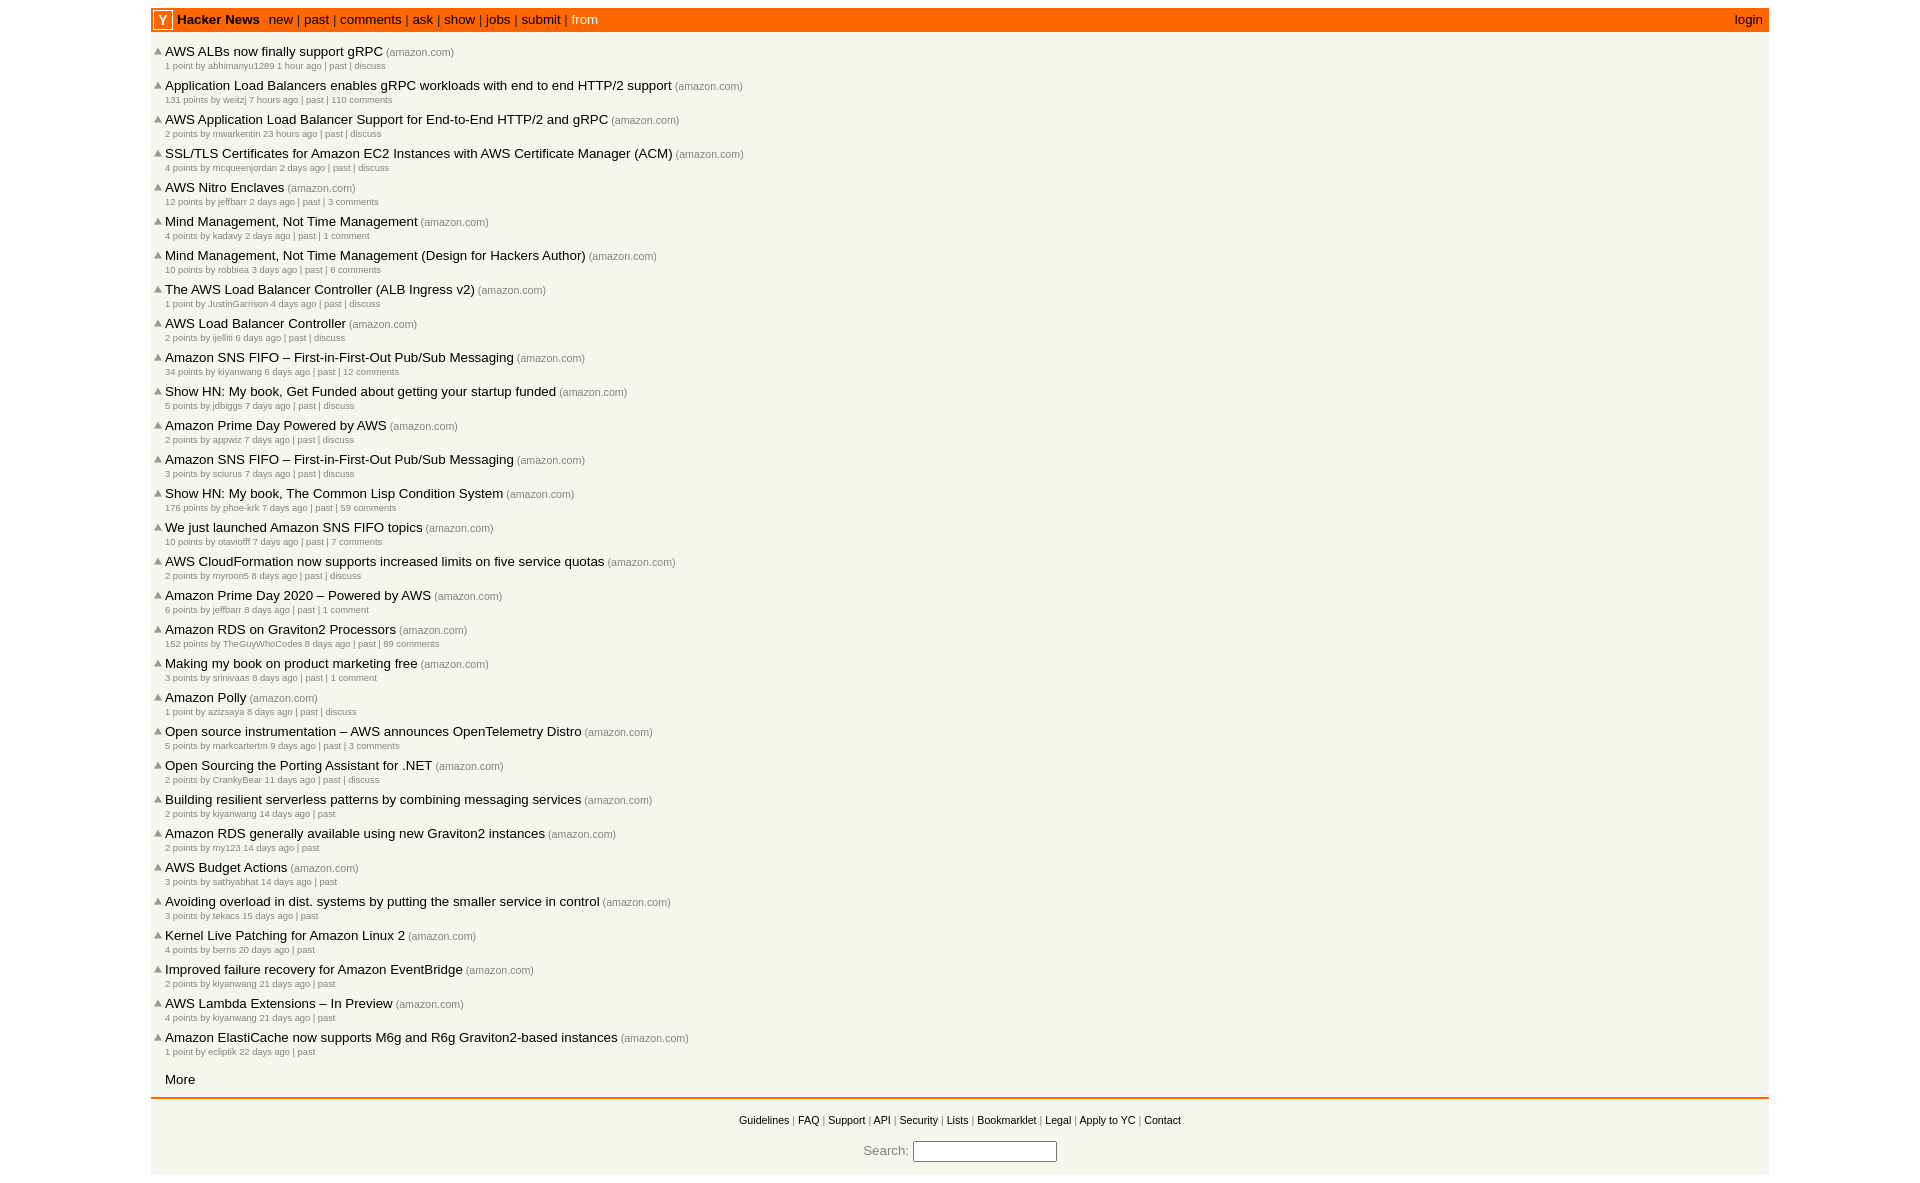 Y Hacker News new | past | comments | ask | show | jobs | submit | from login
AWS ALBs now finally support gRPC (amazon.com)
1 point by abhimanyu1289 1 hour ago | past | discuss
Application Load Balancers enables gRPC workloads with end to end HTTP/2 support (amazon.com)
131 points by weitzj 7 hours ago | past | 110 comments
AWS Application Load Balancer Support for End-to-End HTTP/2 and gRPC (amazon.com)
2 points by mwarkentin 23 hours ago | past | discuss
SSL/TLS Certificates for Amazon EC2 Instances with AWS Certificate Manager (ACM) (amazon.com)
4 points by mcqueenjordan 2 days ago | past | discuss
AWS Nitro Enclaves (amazon.com)
12 points by jeffbarr 2 days ago | past | 3 comments
Mind Management, Not Time Management (amazon.com)
4 points by kadavy 2 days ago | past | 1 comment
Mind Management, Not Time Management (Design for Hackers Author) (amazon.com)
10 points by robbiea 3 days ago | past | 6 comments
The AWS Load Balancer Controller (ALB Ingress v2) (amazon.com)
1 point by JustinGarrison 4 days ago | past | discuss
AWS Load Balancer Controller (amazon.com)
2 points by ijelliti 6 days ago | past | discuss
Amazon SNS FIFO – First-in-First-Out Pub/Sub Messaging (amazon.com)
34 points by kiyanwang 6 days ago | past | 12 comments
Show HN: My book, Get Funded about getting your startup funded (amazon.com)
5 points by jdbiggs 7 days ago | past | discuss
Amazon Prime Day Powered by AWS (amazon.com)
2 points by appwiz 7 days ago | past | discuss
Amazon SNS FIFO – First-in-First-Out Pub/Sub Messaging (amazon.com)
3 points by sciurus 7 days ago | past | discuss
Show HN: My book, The Common Lisp Condition System (amazon.com)
176 points by phoe-krk 7 days ago | past | 59 comments
We just launched Amazon SNS FIFO topics (amazon.com)
10 points by otaviofff 7 days ago | past | 7 comments
AWS CloudFormation now supports increased limits on five service quotas (amazon.com)
2 points by myroon5 8 days ago | past | discuss
Amazon Prime Day 2020 – Powered by AWS (amazon.com)
6 points by jeffbarr 8 days ago | past | 1 comment
Amazon RDS on Graviton2 Processors (amazon.com)
152 points by TheGuyWhoCodes 8 days ago | past | 89 comments
Making my book on product marketing free (amazon.com)
3 points by srinivaas 8 days ago | past | 1 comment
Amazon Polly (amazon.com)
1 point by azizsaya 8 days ago | past | discuss
Open source instrumentation – AWS announces OpenTelemetry Distro (amazon.com)
5 points by markcartertm 9 days ago | past | 3 comments
Open Sourcing the Porting Assistant for .NET (amazon.com)
2 points by CrankyBear 11 days ago | past | discuss
Building resilient serverless patterns by combining messaging services (amazon.com)
2 points by kiyanwang 14 days ago | past
Amazon RDS generally available using new Graviton2 instances (amazon.com)
2 points by my123 14 days ago | past
AWS Budget Actions (amazon.com)
3 points by sathyabhat 14 days ago | past
Avoiding overload in dist. systems by putting the smaller service in control (amazon.com)
3 points by tekacs 15 days ago | past
Kernel Live Patching for Amazon Linux 2 (amazon.com)
4 points by berns 20 days ago | past
Improved failure recovery for Amazon EventBridge (amazon.com)
2 points by kiyanwang 21 days ago | past
AWS Lambda Extensions – In Preview (amazon.com)
4 points by kiyanwang 21 days ago | past
Amazon ElastiCache now supports M6g and R6g Graviton2-based instances (amazon.com)
1 point by ecliptik 22 days ago | past
More
Guidelines | FAQ | Support | API | Security | Lists | Bookmarklet | Legal | Apply to YC | Contact
Search: